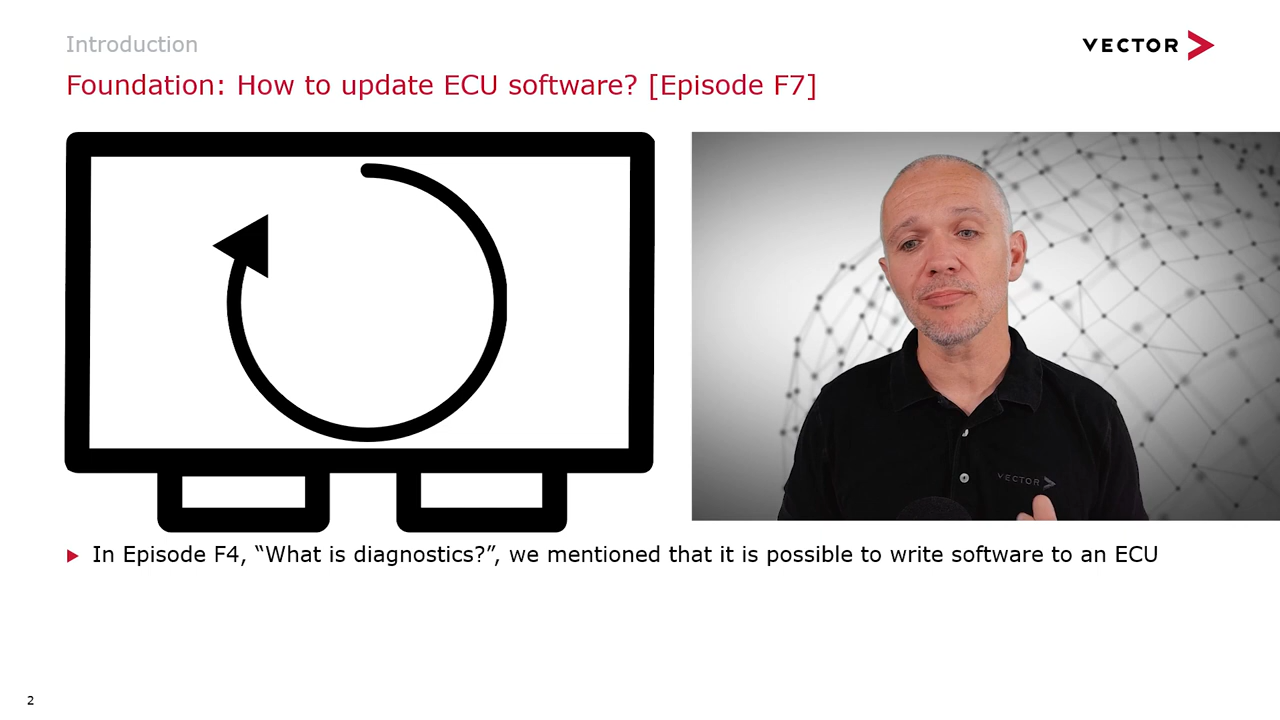 Introduction
VECTOR
Foundation: How to update ECU software? [Episode F7]
VECTOR
In Episode F4, “What is diagnostics?”, we mentioned that it is possible to write software to an ECU
2